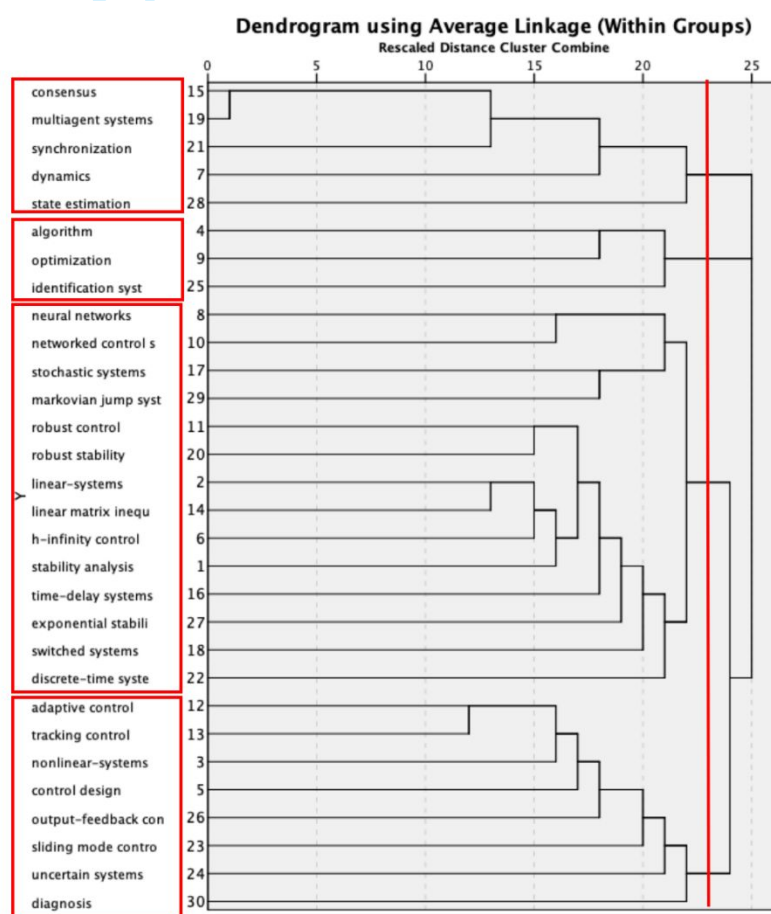 Dendrogram using Average Linkage (Within Groups)
Rescaled Distance Cluster Combine
0 5 10 15 20 25
consensus 15
multiagent systems 19
synchronization 21
dynamics 7
state estimation 28
algorithm 4
optimization 9
identification syst 25
neural networks 8
networked control s 10
stochastic systems 17
markovian jump syst 29
robust control 11
robust stability 20
linear-systems 2
Y
linear matrix inequ 14
h-infinity control 6
stability analysis 1
time-delay systems 16
exponential stabili 27
switched systems 18
discrete-time syste 22
adaptive control 12
tracking control 13
nonlinear-systems 3
control design 5
output-feedback con 26
sliding mode contro 23
uncertain systems 24
diagnosis 30